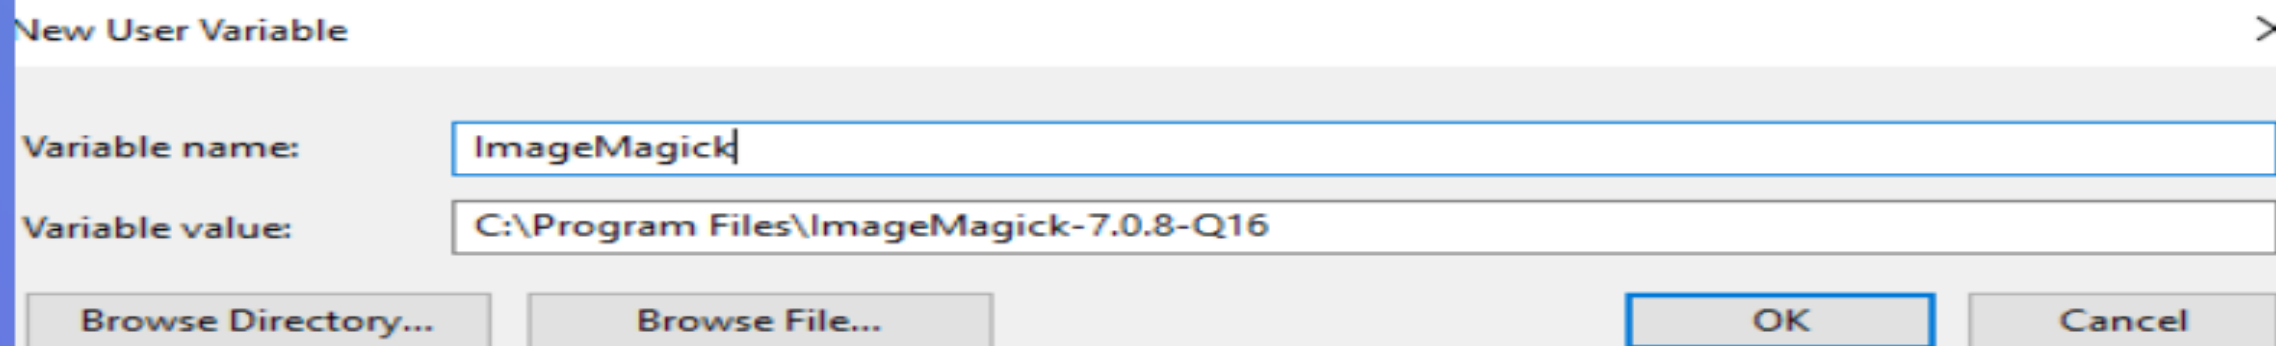 New User Variable
Variable name: ImageMagick
Variable value: C:\Program Files\ImageMagick-7.0.8-Q16
Browse Directory... Browse File... OK Cancel